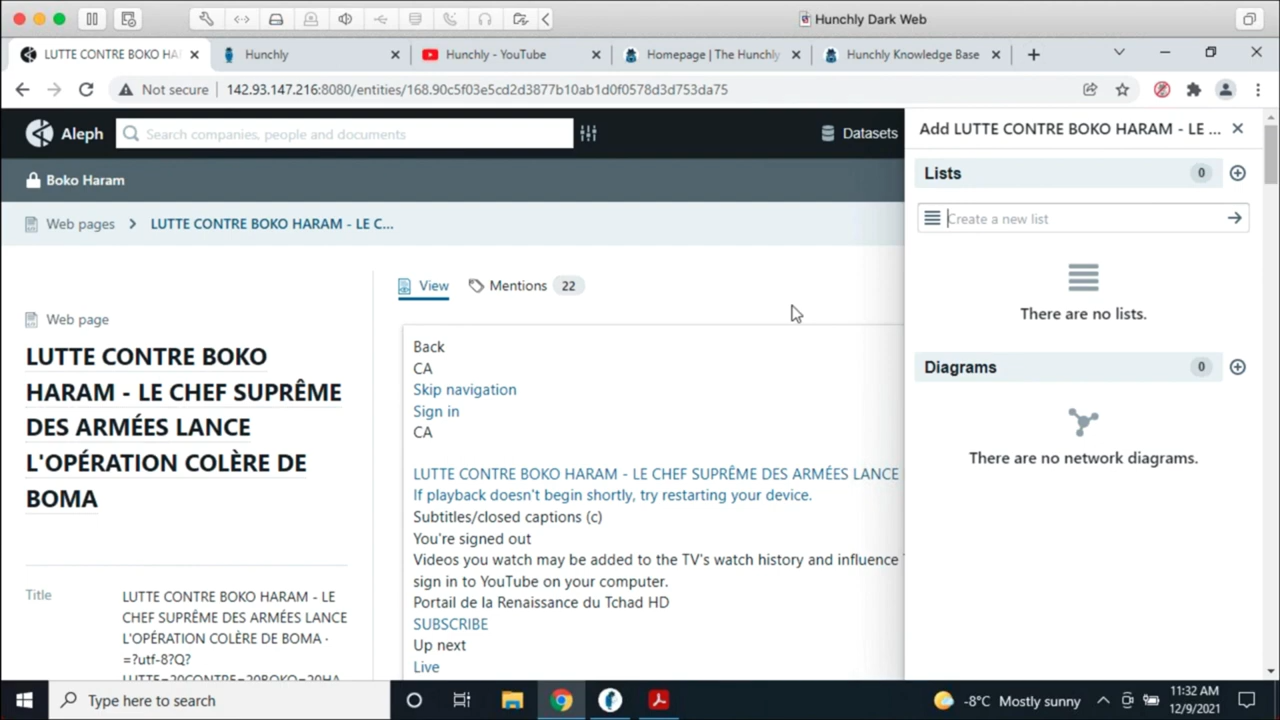 Hunchly Dark Web
LUTTE CONTRE BOKO HA
Hunchly
Hunchly - YouTube
Homepage | The Hunchly
Hunchly Knowledge Base
Not secure
142.93.147.216:8080/entities/168.90c5f03e5cd2d3877b10ab1d0f0578d3d753da75
Aleph
Search companies, people and documents
Datasets
Add LUTTE CONTRE BOKO HARAM - LE ...
Boko Haram
Lists
0
Web pages
LUTTE CONTRE BOKO HARAM - LE C...
Create a new list
There are no lists.
Diagrams
0
There are no network diagrams.
Web page
LUTTE CONTRE BOKO
HARAM - LE CHEF SUPRÊME
DES ARMÉES LANCE
L'OPÉRATION COLÈRE DE
BOMA
Title
LUTTE CONTRE BOKO HARAM - LE
CHEF SUPRÊME DES ARMÉES LANCE
L'OPÉRATION COLÈRE DE BOMA ·
=?utf-8?Q?
LUTTE=20CONTRE=20BOKO=20HA
View
Mentions
22
Back
CA
Skip navigation
Sign in
CA
LUTTE CONTRE BOKO HARAM - LE CHEF SUPRÊME DES ARMÉES LANCE
If playback doesn't begin shortly, try restarting your device.
Subtitles/closed captions (c)
You're signed out
Videos you watch may be added to the TV's watch history and influence
sign in to YouTube on your computer.
Portail de la Renaissance du Tchad HD
SUBSCRIBE
Up next
Live
Type here to search
-8°C Mostly sunny
11:32 AM
12/9/2021